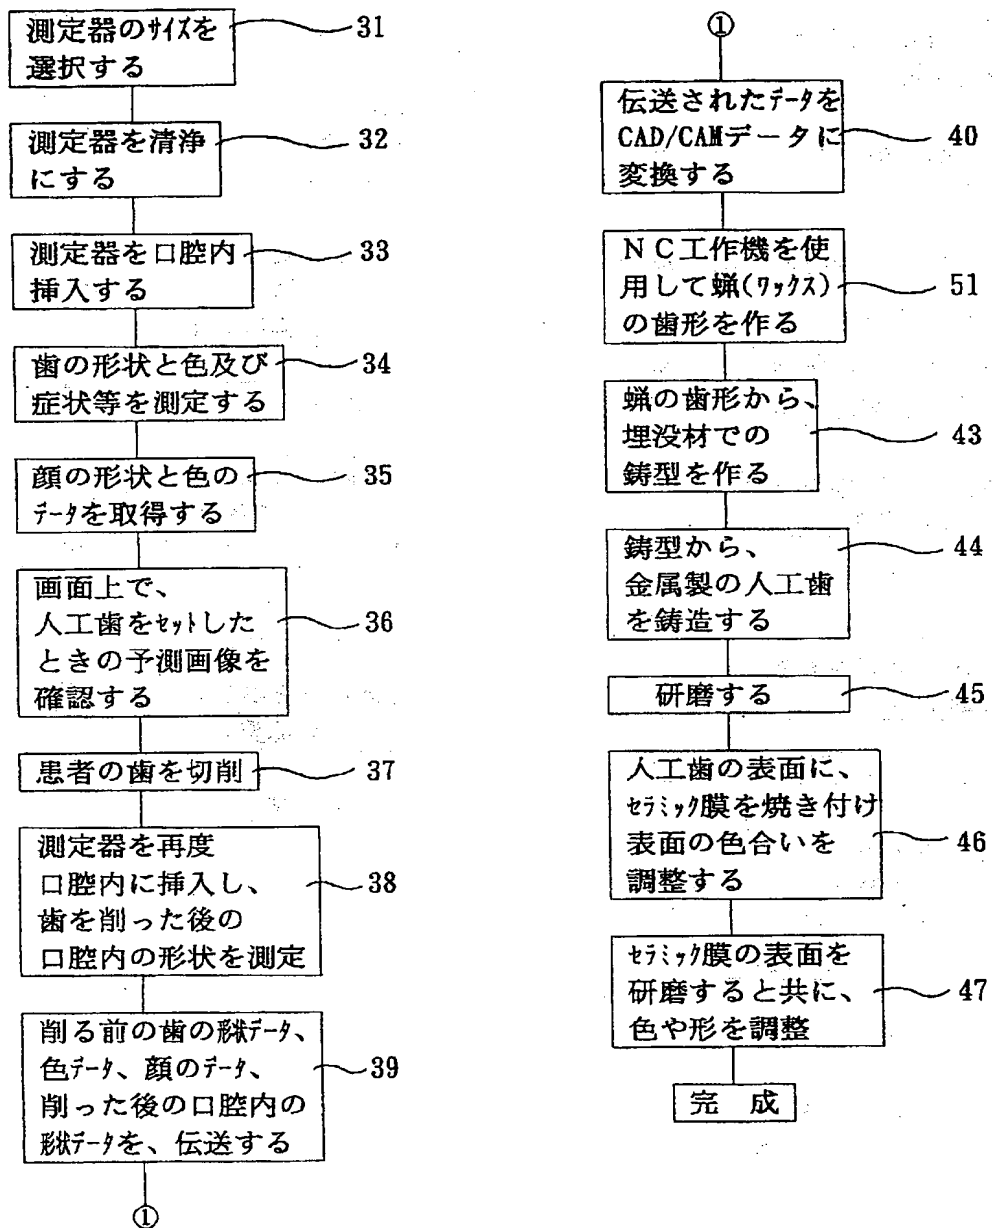 測定器のサイズを
選択する
31
測定器を清浄
にする
32
測定器を口腔内
挿入する
33
歯の形状と色及び
症状等を測定する
34
顔の形状と色の
データを取得する
35
画面上で、
人工歯をセットした
ときの予測画像を
確認する
36
患者の歯を切削
37
測定器を再度
口腔内に挿入し、
歯を削った後の
口腔内の形状を測定
38
削る前の歯の形状データ、
色データ、顔のデータ、
削った後の口腔内の
形状データを、伝送する
39
①
①
伝送されたデータを
CAD/CAMデータに
変換する
40
NC工作機を使
用して蝋(ワックス)
の歯形を作る
51
蝋の歯形から、
埋没材での
鋳型を作る
43
鋳型から、
金属製の人工歯
を鋳造する
44
研磨する
45
人工歯の表面に、
セラミック膜を焼き付け
表面の色合いを
調整する
46
セラミック膜の表面を
研磨すると共に、
色や形を調整
47
完 成